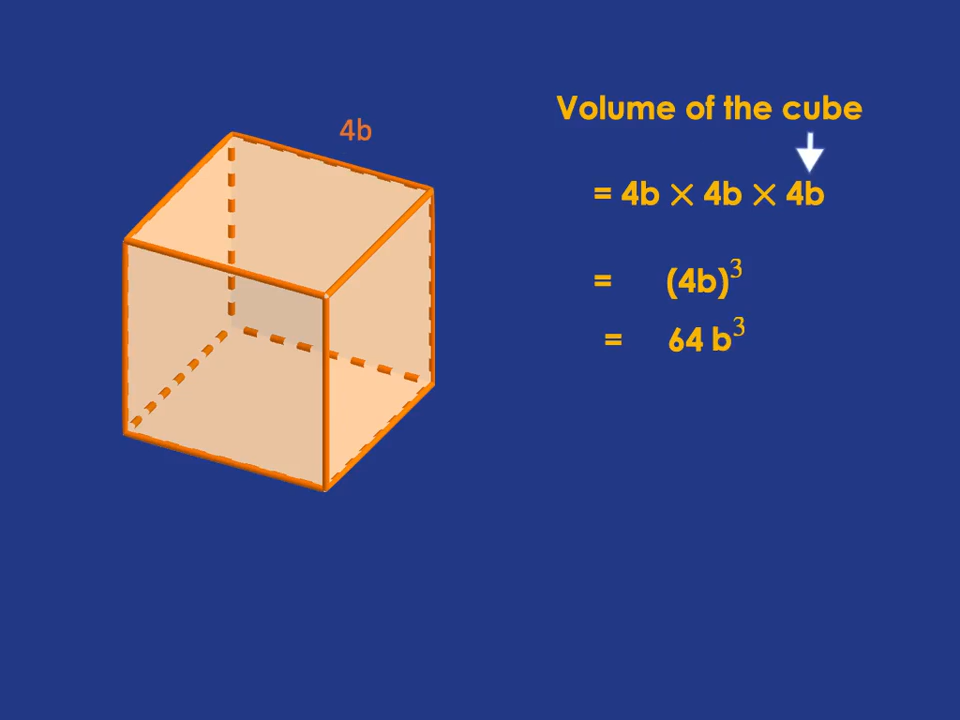 4b
Volume of the cube
= 4b × 4b × 4b
= (4b)³
= 64 b³